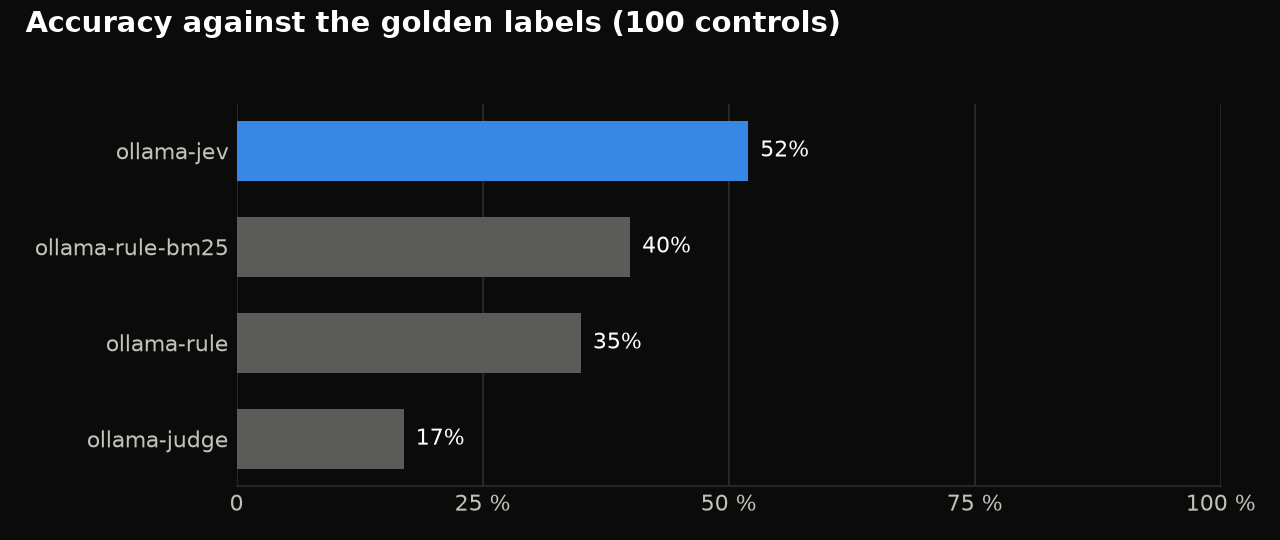 Accuracy against the golden labels (100 controls)
ollama-jev 52%
ollama-rule-bm25 40%
ollama-rule 35%
ollama-judge 17%
0 25 % 50 % 75 % 100 %